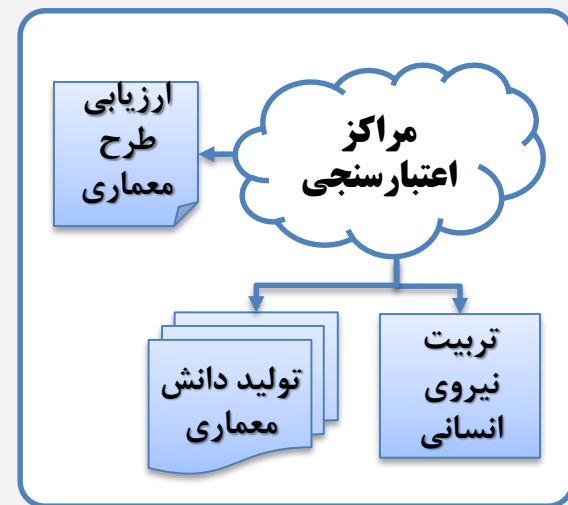 مراکز
اعتبارسنجی
ارزیابی
طرح
معماری
تربیت
نیروی
انسانی
تولید دانش
معماری